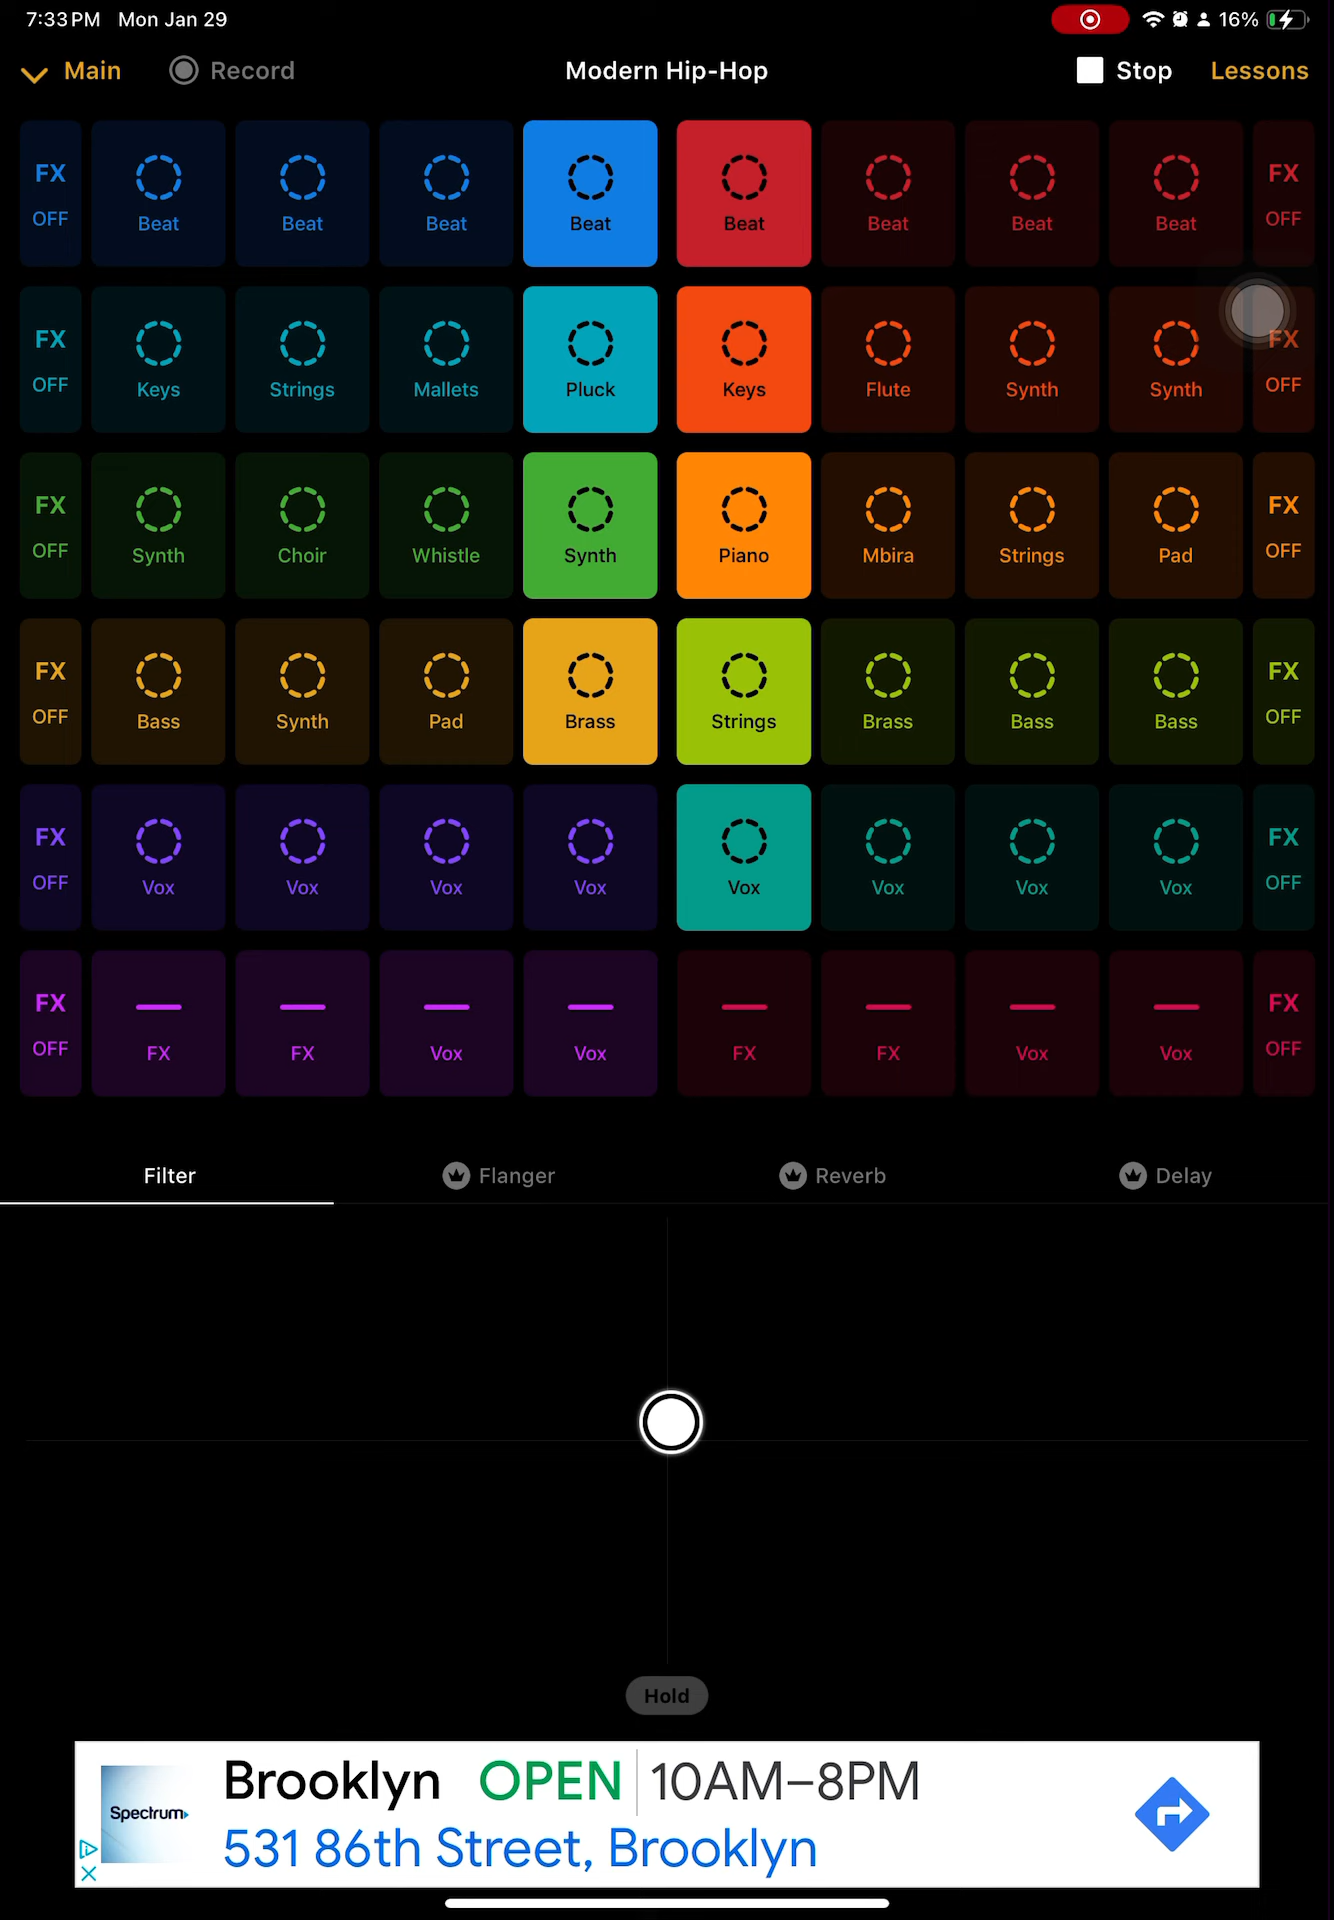 7:33 PM Mon Jan 29 16%
Main Record Modern Hip-Hop Stop Lessons
FX Beat Beat Beat Beat Beat Beat Beat Beat FX
OFF OFF
FX Keys Strings Mallets Pluck Keys Flute Synth Synth FX
OFF OFF
FX Synth Choir Whistle Synth Piano Mbira Strings Pad FX
OFF OFF
FX Bass Synth Pad Brass Strings Brass Bass Bass FX
OFF OFF
FX Vox Vox Vox Vox Vox Vox Vox Vox FX
OFF OFF
FX FX FX Vox Vox FX FX Vox Vox FX
OFF OFF
Filter Flanger Reverb Delay
Hold
Spectrum
Brooklyn OPEN 10AM–8PM
531 86th Street, Brooklyn